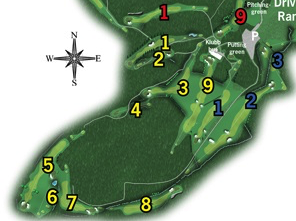 1
9
Pitching-
green
Driv
Ran
P
N
W
E
S
1
2
Klubb-
hus
Putting
green
3
3
9
1
2
4
5
6
7
8